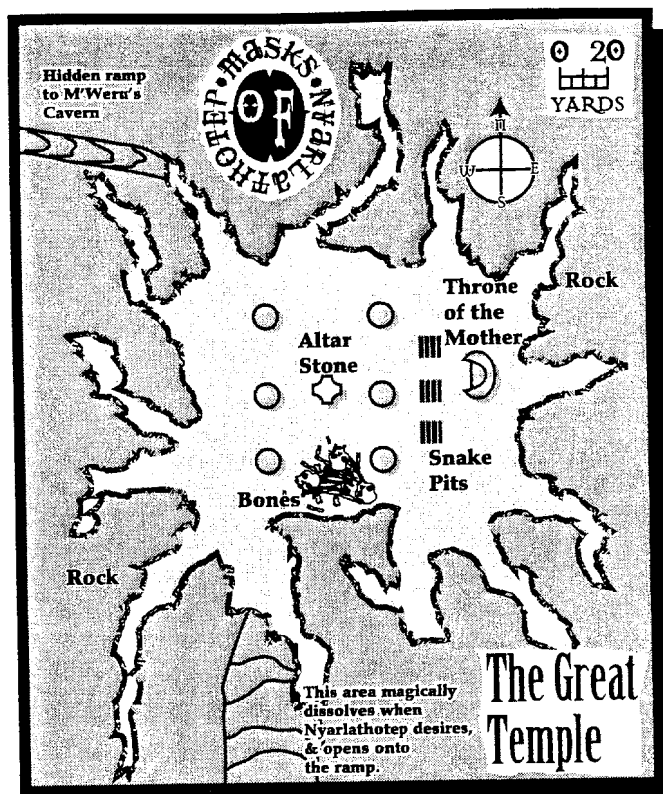 Hidden ramp
to M'Weru's
Cavern
MASKS • NYARLATHOTEP •
OF
0 20
YARDS
N
W E
S
Rock
Throne
of the
Mother
Altar
Stone
Snake
Pits
Bones
Rock
This area magically
dissolves when
Nyarlathotep desires,
& opens onto
the ramp.
The Great
Temple